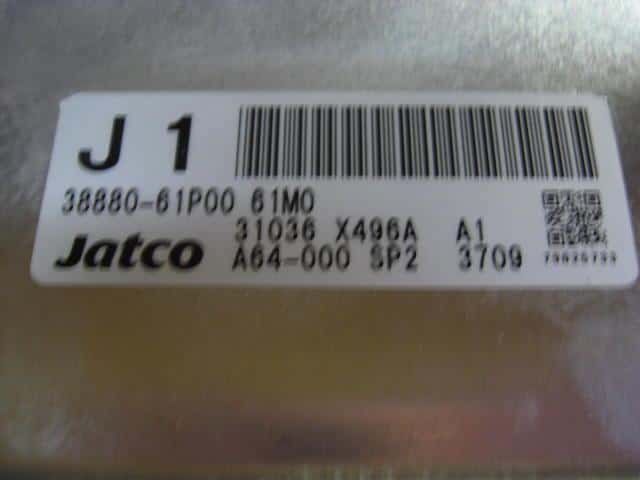 J 1
38880-61P00 61M0
31036 X496A A1
Jatco A64-000 SP2 3709